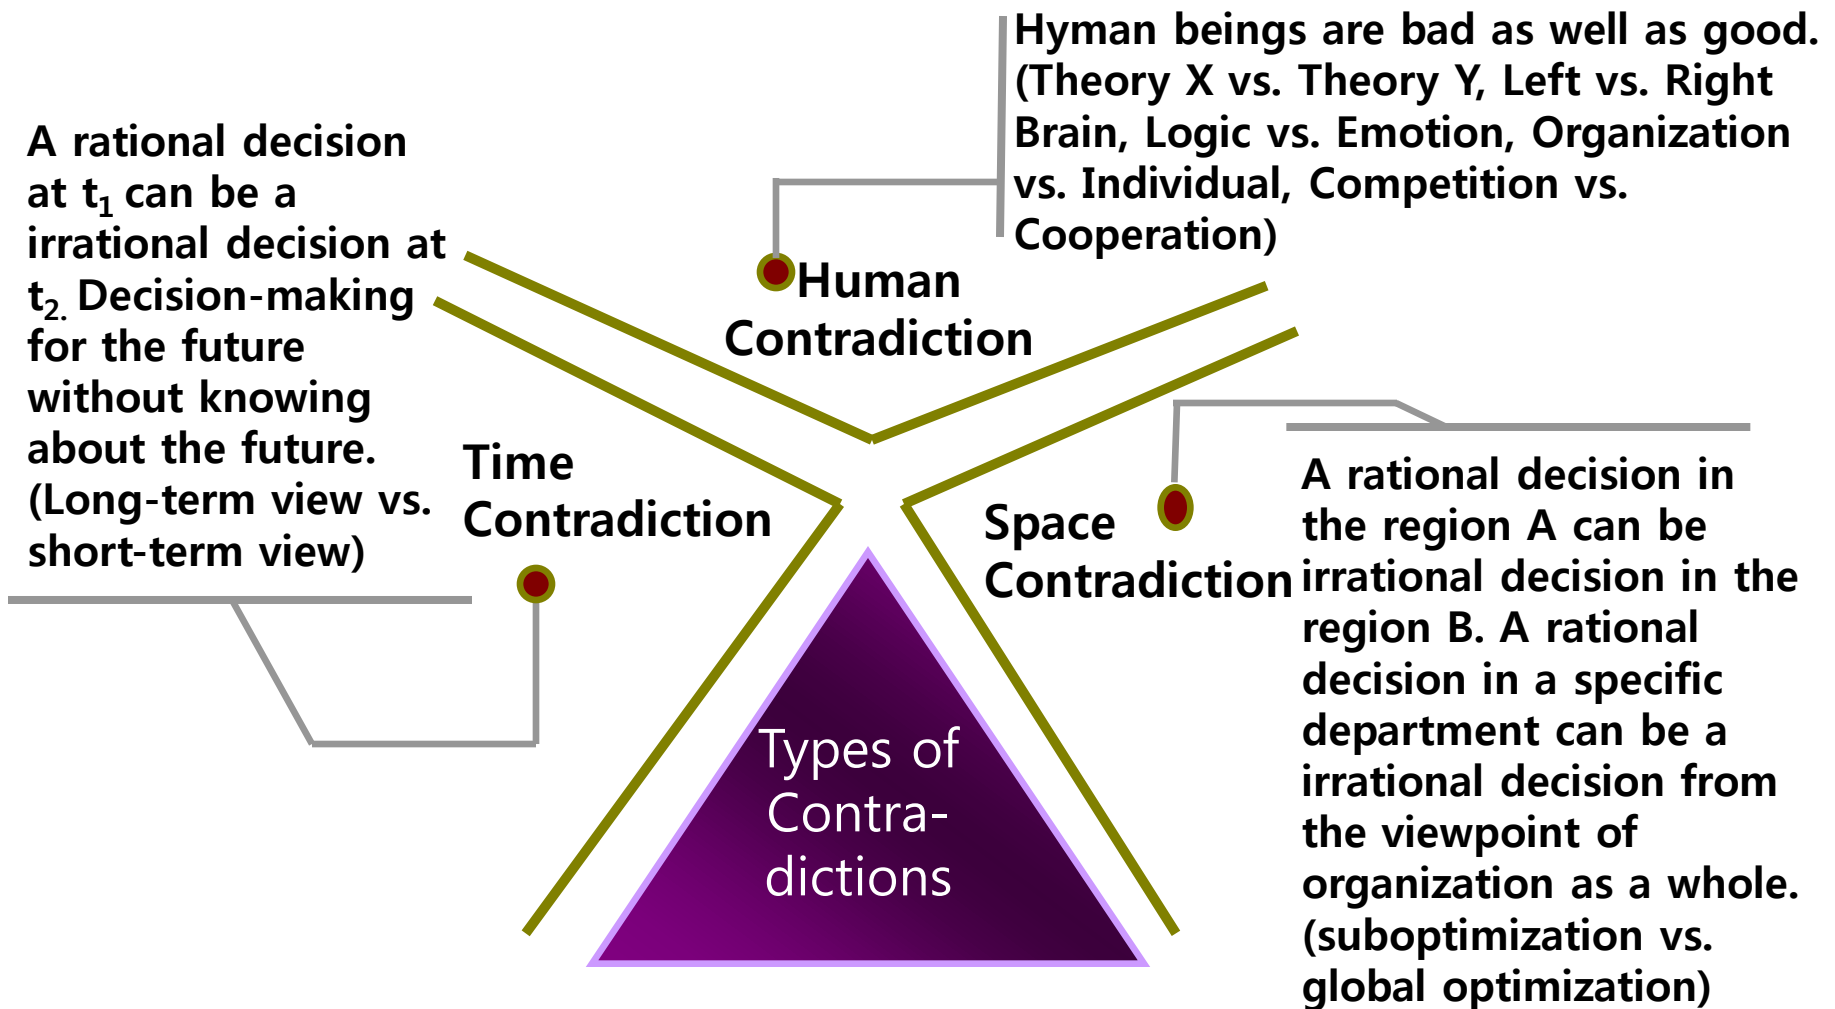 Hyman beings are bad as well as good.
(Theory X vs. Theory Y, Left vs. Right
Brain, Logic vs. Emotion, Organization
vs. Individual, Competition vs.
Cooperation)
A rational decision
at t₁ can be a
irrational decision at
t₂. Decision-making
for the future
without knowing
about the future.
(Long-term view vs.
short-term view)
Human
Contradiction
Time
Contradiction
Space
Contradiction
A rational decision in
the region A can be
irrational decision in the
region B. A rational
decision in a specific
department can be a
irrational decision from
the viewpoint of
organization as a whole.
(suboptimization vs.
global optimization)
Types of
Contra-
dictions